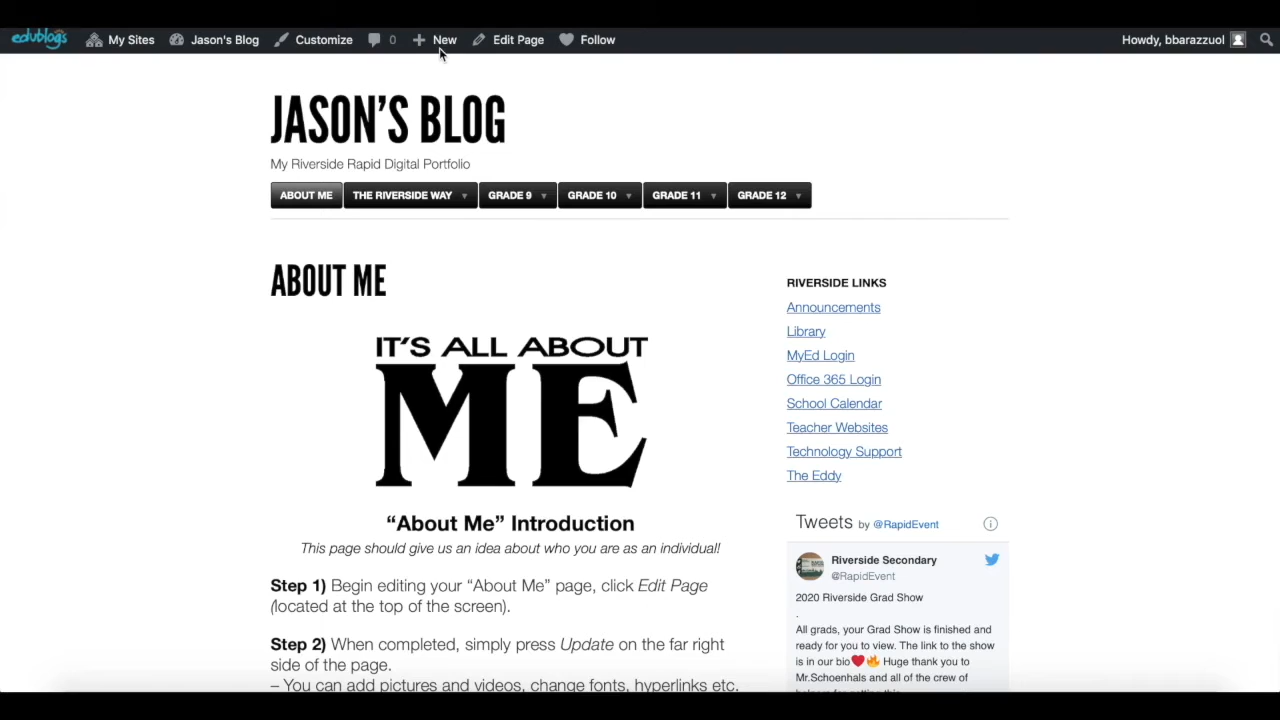 edublogs My Sites Jason's Blog Customize 0 New Edit Page Follow Howdy, bbarazzuol
JASON'S BLOG
My Riverside Rapid Digital Portfolio
ABOUT ME THE RIVERSIDE WAY GRADE 9 GRADE 10 GRADE 11 GRADE 12
ABOUT ME
IT'S ALL ABOUT
ME
“About Me” Introduction
This page should give us an idea about who you are as an individual!
Step 1) Begin editing your “About Me” page, click Edit Page
(located at the top of the screen).
Step 2) When completed, simply press Update on the far right
side of the page.
– You can add pictures and videos, change fonts, hyperlinks etc.
RIVERSIDE LINKS
Announcements
Library
MyEd Login
Office 365 Login
School Calendar
Teacher Websites
Technology Support
The Eddy
Tweets by @RapidEvent
Riverside Secondary
@RapidEvent
2020 Riverside Grad Show
.
All grads, your Grad Show is finished and
ready for you to view. The link to the show
is in our bio❤️🔥 Huge thank you to
Mr.Schoenhals and all of the crew of